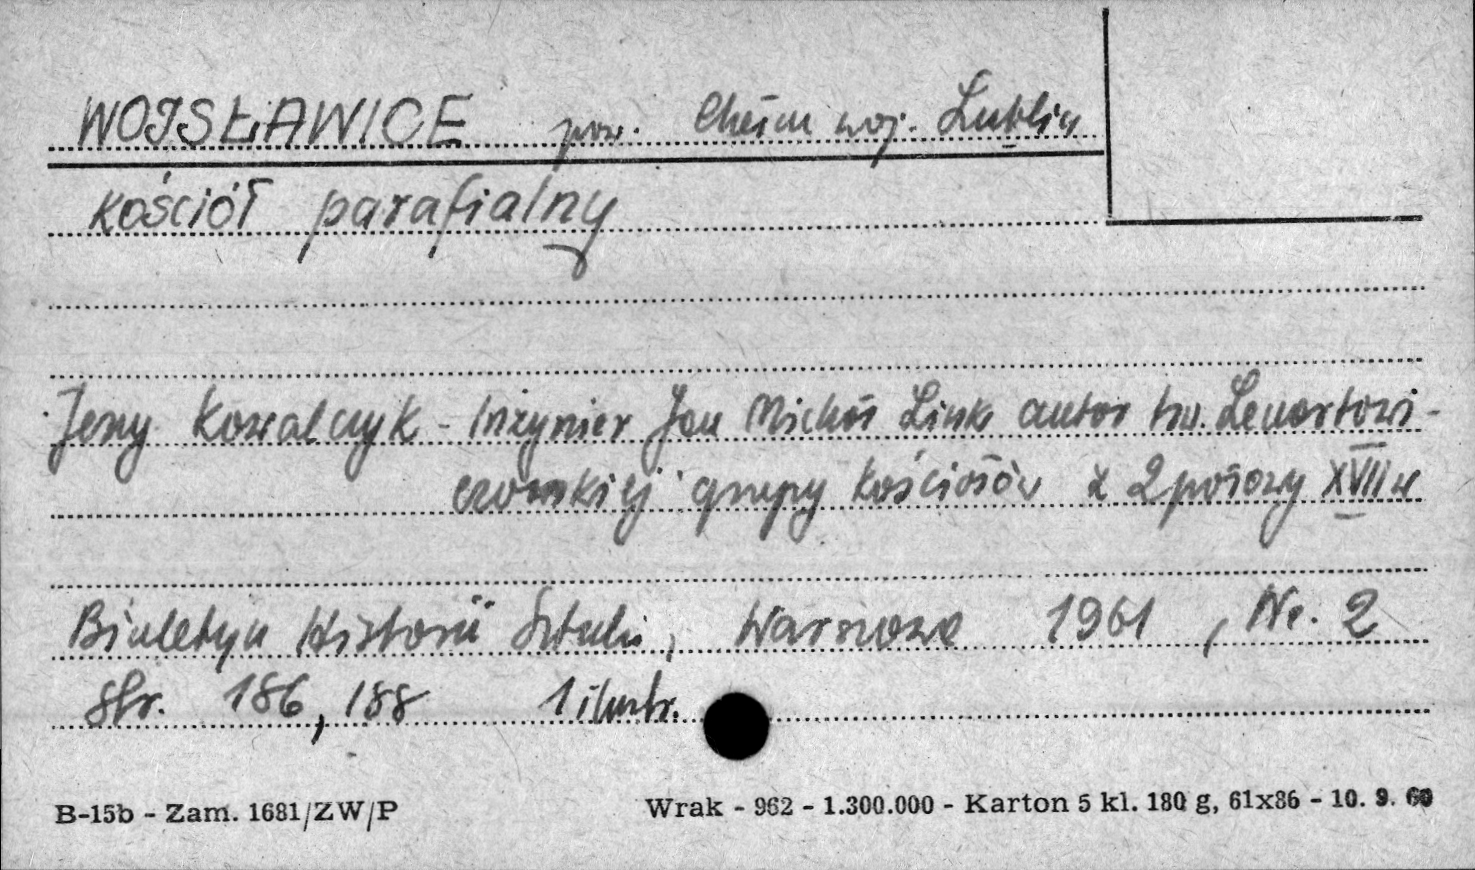 WOJSŁAWICE pow. Chełm woj. Lublin
kościół parafialny
Jerzy Kowalczyk - Inżynier Jan Michał Link autor tzw. Lenartowi-
czowskiej grupy kościołów z 2 połowy XVII w
Biuletyn Historii Sztuki, Warszawa 1961, Nr. 2
str. 186, 188 1 ilustr.
B-15b - Zam. 1681/ZW/P Wrak - 962 - 1.300.000 - Karton 5 kl. 180 g, 61x86 - 10. 9. 60